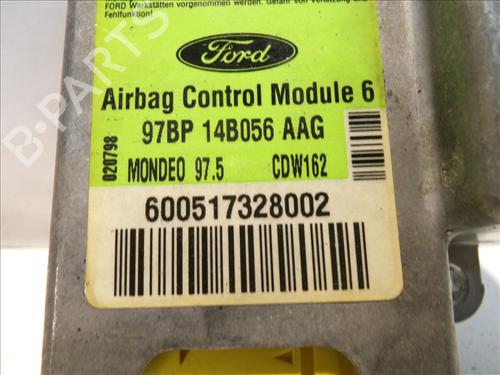 FORD Werkstätten vorgenommen werden. Gefahr von Verletzung und
Fehlfunktion!
Ford
Airbag Control Module 6
97BP 14B056 AAG
020798
MONDEO 97.5 CDW162
600517328002
B-PARTS